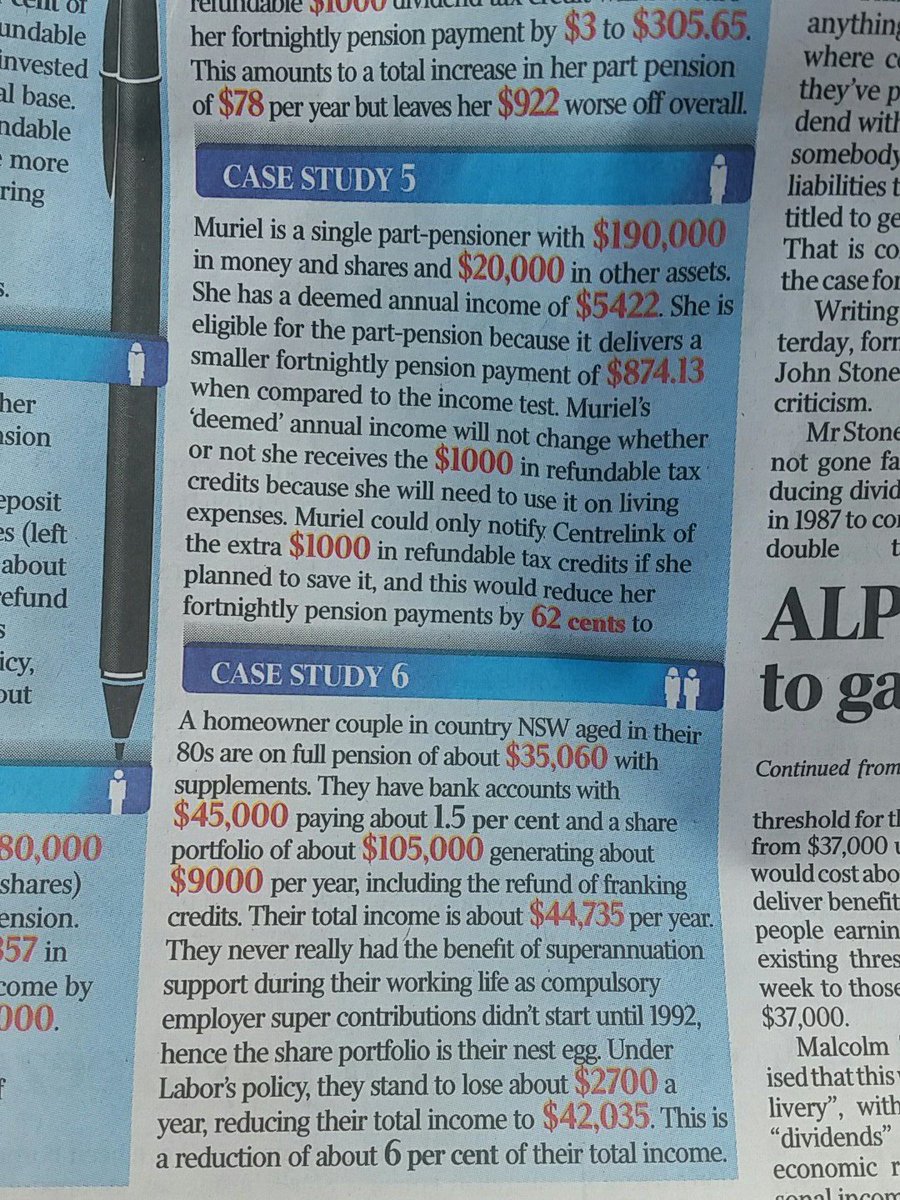 cent of
undable
invested
al base.
ndable
more
ring
s.
her
nsion
eposit
es (left
about
refund
s
icy,
out
80,000
shares)
ension.
357 in
come by
000.
f
refundable $1000 dividend tax credit
her fortnightly pension payment by $3 to $305.65.
This amounts to a total increase in her part pension
of $78 per year but leaves her $922 worse off overall.
CASE STUDY 5
Muriel is a single part-pensioner with $190,000
in money and shares and $20,000 in other assets.
She has a deemed annual income of $5422. She is
eligible for the part-pension because it delivers a
smaller fortnightly pension payment of $874.13
when compared to the income test. Muriel's
‘deemed’ annual income will not change whether
or not she receives the $1000 in refundable tax
credits because she will need to use it on living
expenses. Muriel could only notify Centrelink of
the extra $1000 in refundable tax credits if she
planned to save it, and this would reduce her
fortnightly pension payments by 62 cents to
CASE STUDY 6
A homeowner couple in country NSW aged in their
80s are on full pension of about $35,060 with
supplements. They have bank accounts with
$45,000 paying about 1.5 per cent and a share
portfolio of about $105,000 generating about
$9000 per year, including the refund of franking
credits. Their total income is about $44,735 per year.
They never really had the benefit of superannuation
support during their working life as compulsory
employer super contributions didn't start until 1992,
hence the share portfolio is their nest egg. Under
Labor's policy, they stand to lose about $2700 a
year, reducing their total income to $42,035. This is
a reduction of about 6 per cent of their total income.
anything
where co
they've p
dend with
somebody
liabilities t
titled to ge
That is co
the case for
Writing
terday, form
John Stone
criticism.
Mr Stone
not gone fa
ducing divid
in 1987 to con
double t
ALP
to ga
Continued from
threshold for th
from $37,000 u
would cost abo
deliver benefit
people earnin
existing thres
week to those
$37,000.
Malcolm
ised that this
livery”, with
“dividends”
economic r
sonal incom